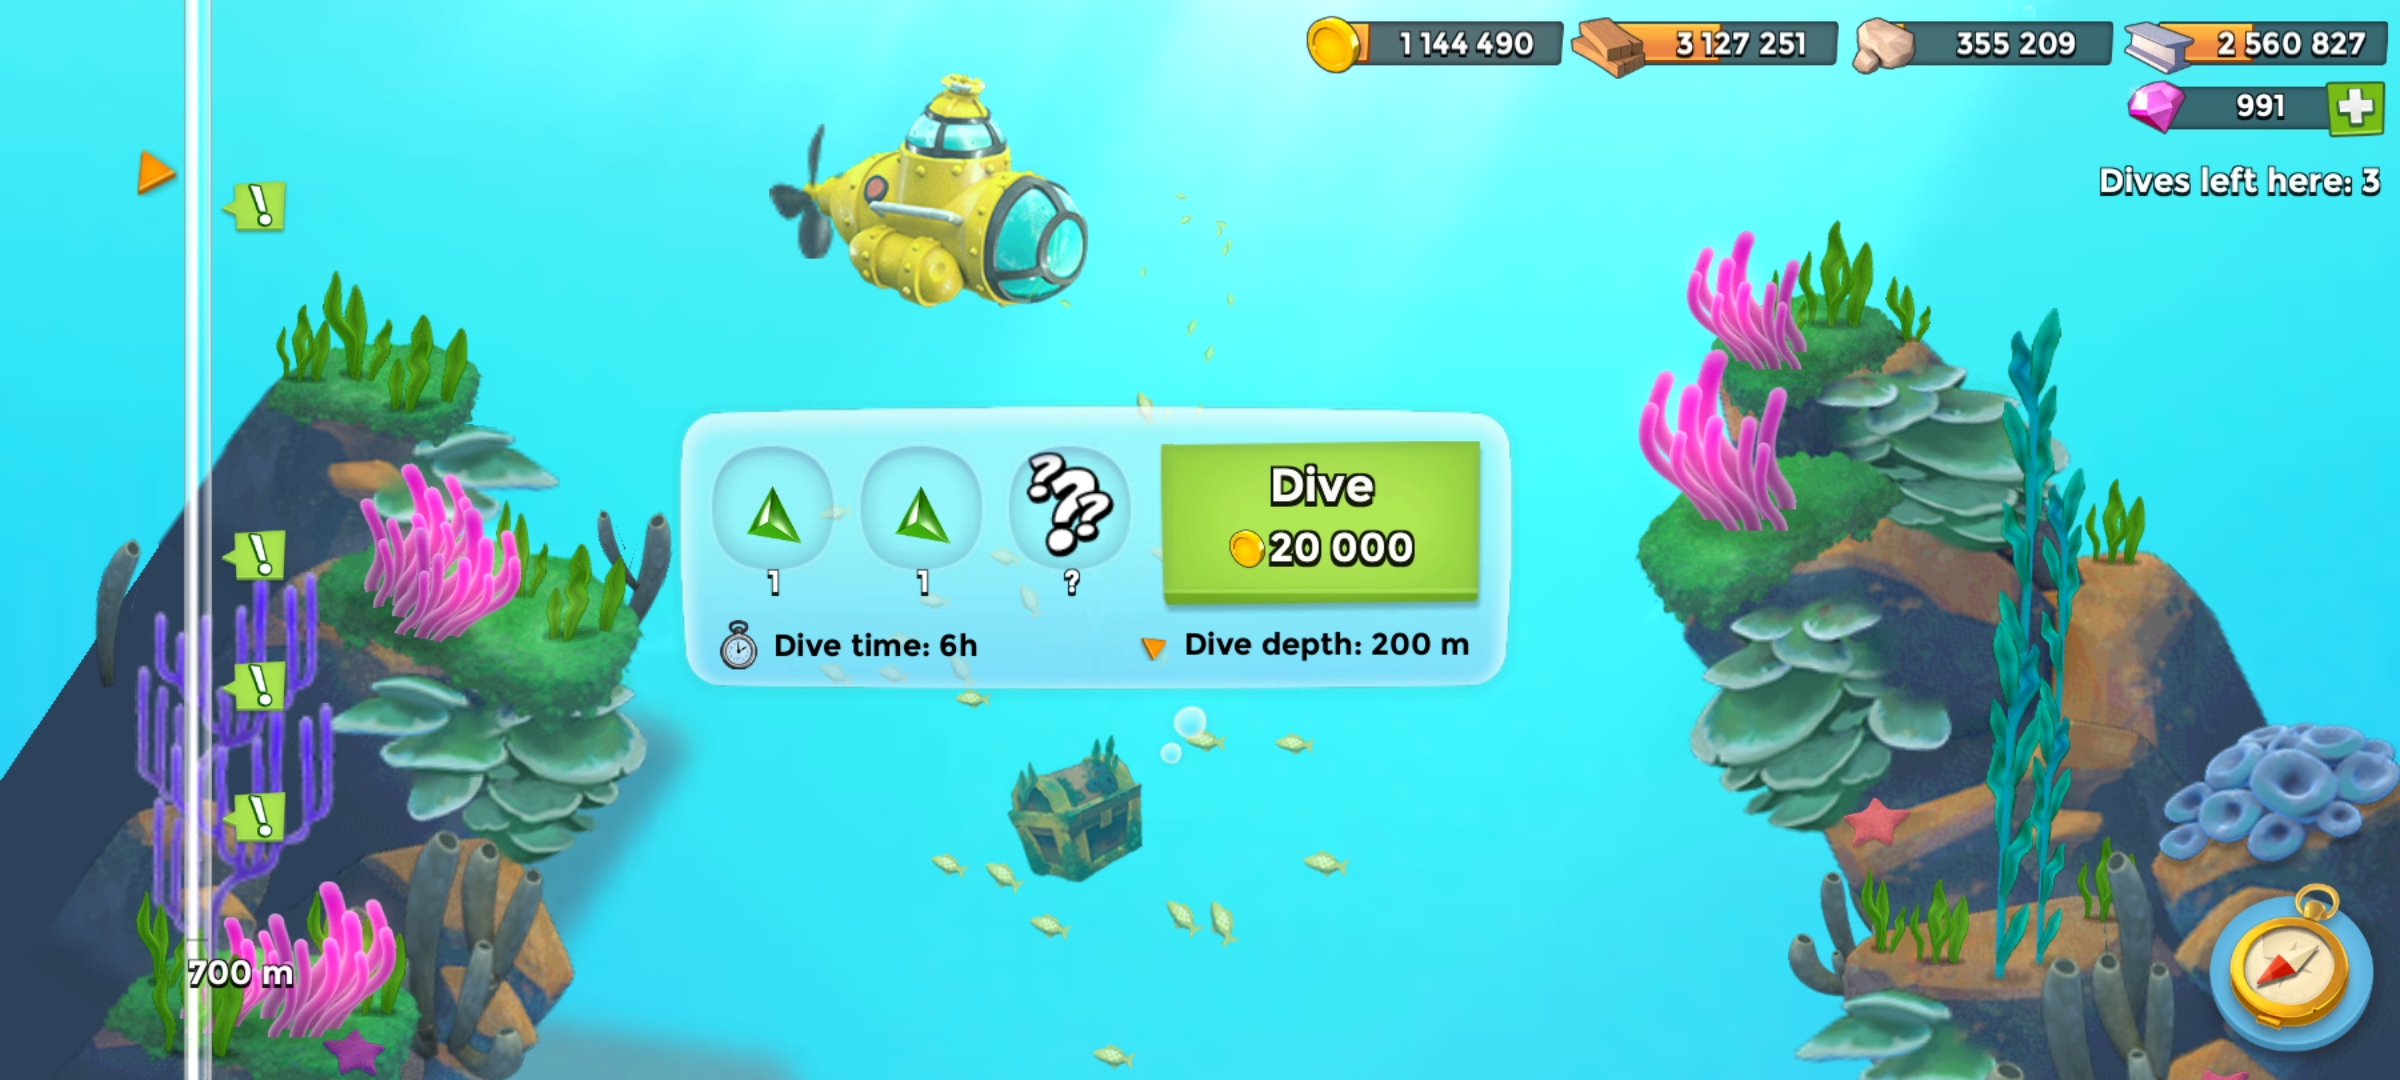 1 144 490
3 127 251
355 209
2 560 827
991
Dives left here: 3
!
!
!
!
???
1
1
?
Dive
20 000
Dive time: 6h
Dive depth: 200 m
700 m